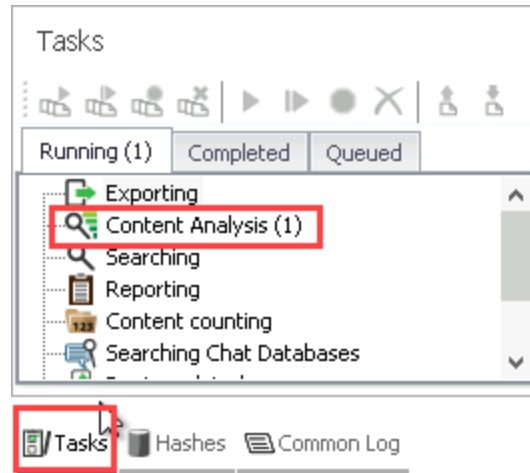 Tasks
Running (1) Completed Queued
Exporting
Content Analysis (1)
Searching
Reporting
123 Content counting
Searching Chat Databases
Tasks Hashes Common Log